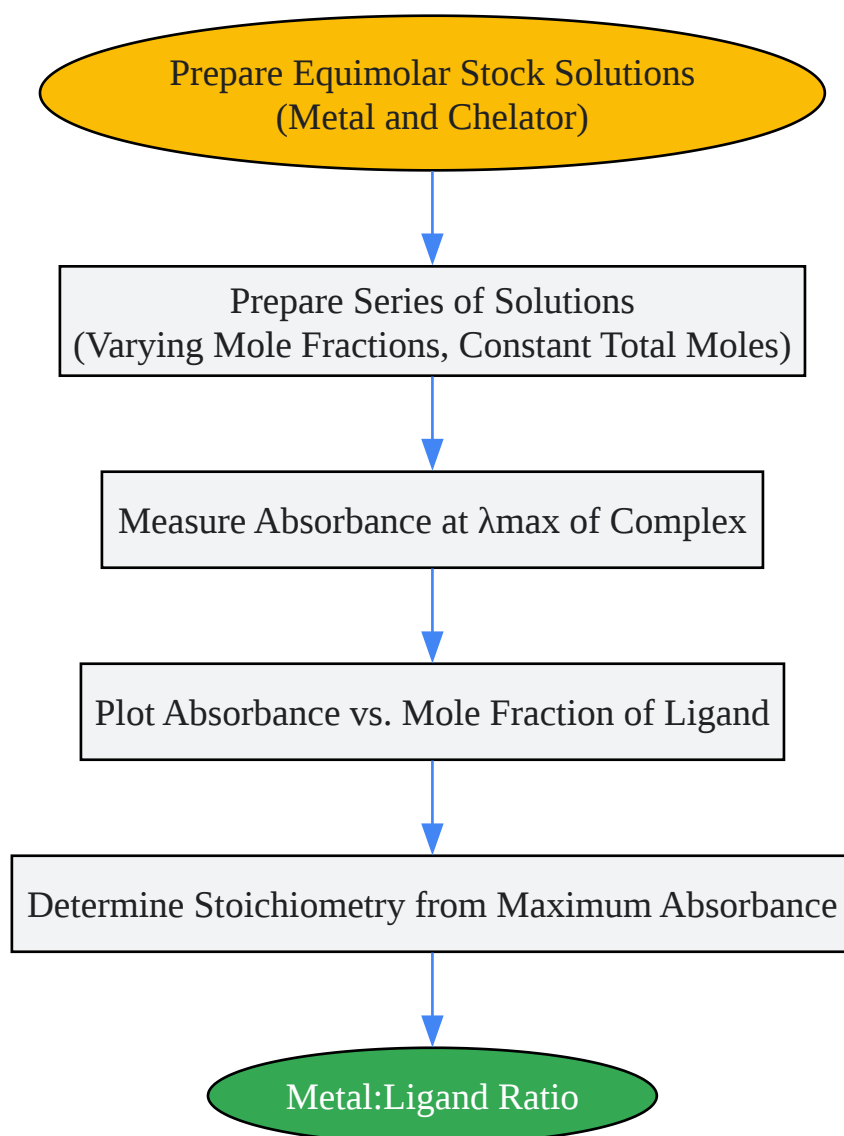 Prepare Equimolar Stock Solutions
(Metal and Chelator)
Prepare Series of Solutions
(Varying Mole Fractions, Constant Total Moles)
Measure Absorbance at λmax of Complex
Plot Absorbance vs. Mole Fraction of Ligand
Determine Stoichiometry from Maximum Absorbance
Metal:Ligand Ratio